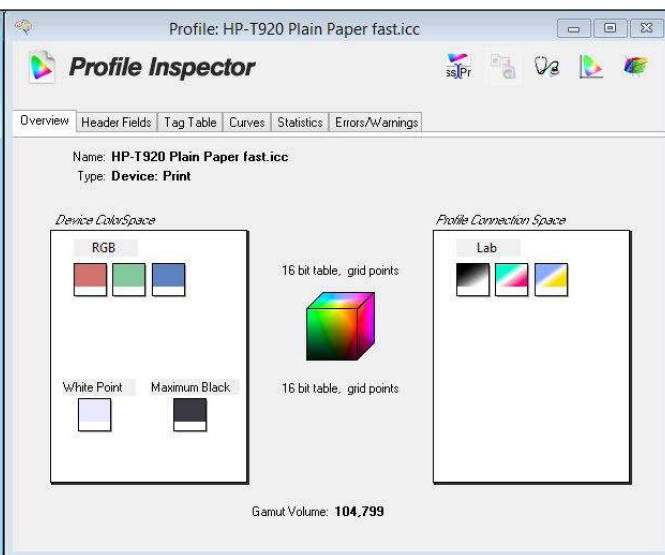 Profile: HP-T920 Plain Paper fast.icc
Profile Inspector
ss Pr
Overview
Header Fields
Tag Table
Curves
Statistics
Errors/Warnings
Name: HP-T920 Plain Paper fast.icc
Type: Device: Print
Device ColorSpace
RGB
White Point
Maximum Black
16 bit table, grid points
16 bit table, grid points
Profile Connection Space
Lab
Gamut Volume: 104,799